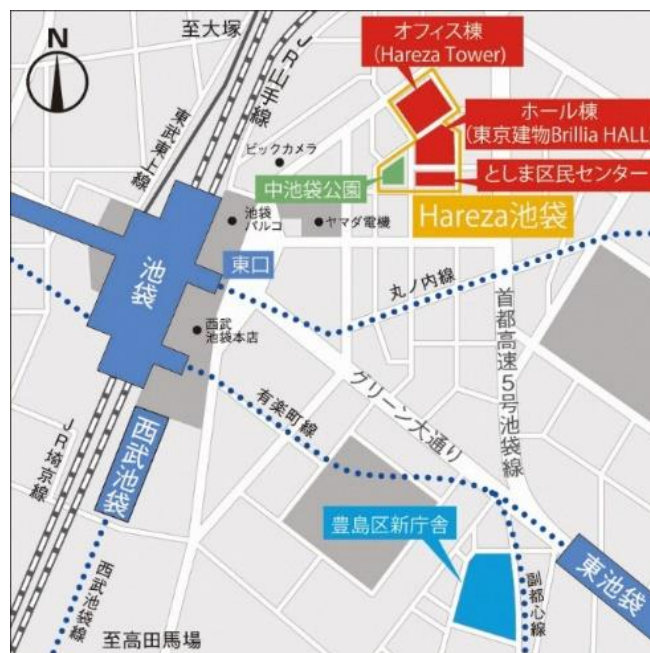 N
至大塚
オフィス棟
(Hareza Tower)
JR山手線
東武東上線
ホール棟
(東京建物Brillia HALL
ビックカメラ
中池袋公園
としま区民センター
Hareza池袋
池袋
パルコ
ヤマダ電機
東口
池袋
丸ノ内線
首都高速5号池袋線
西武
池袋本店
グリーン大通り
有楽町線
JR埼京線
西武池袋
豊島区新庁舎
東池袋
副都心線
西武池袋線
至高田馬場